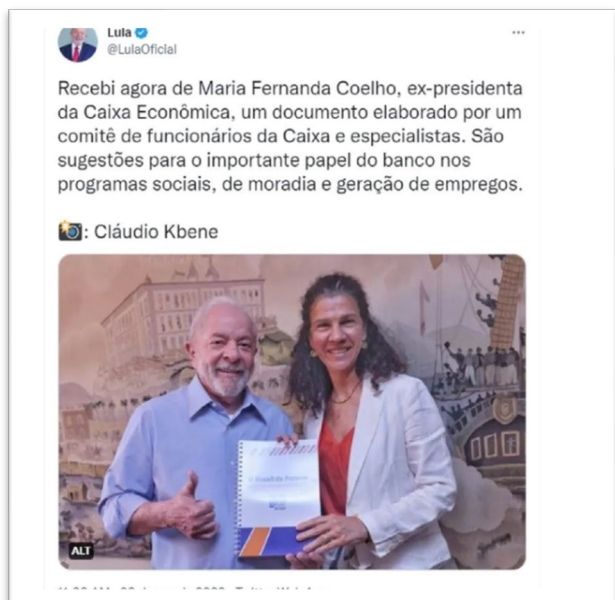 Lula
@LulaOficial
Recebi agora de Maria Fernanda Coelho, ex-presidenta
da Caixa Econômica, um documento elaborado por um
comitê de funcionários da Caixa e especialistas. São
sugestões para o importante papel do banco nos
programas sociais, de moradia e geração de empregos.
📸: Cláudio Kbene
ALT